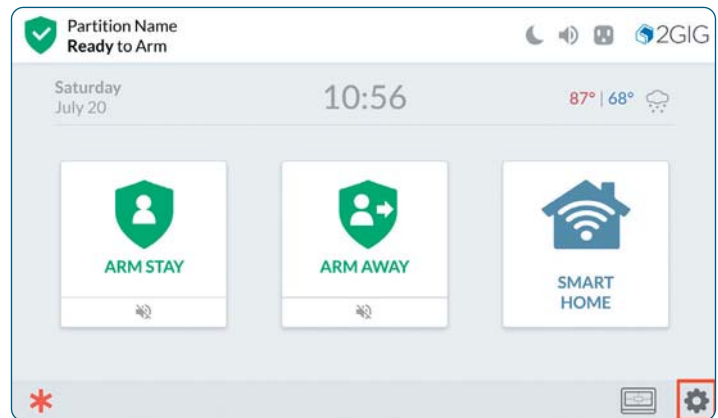 Partition Name
Ready to Arm
2GIG
Saturday
July 20
10:56
87° | 68°
ARM STAY
ARM AWAY
SMART
HOME